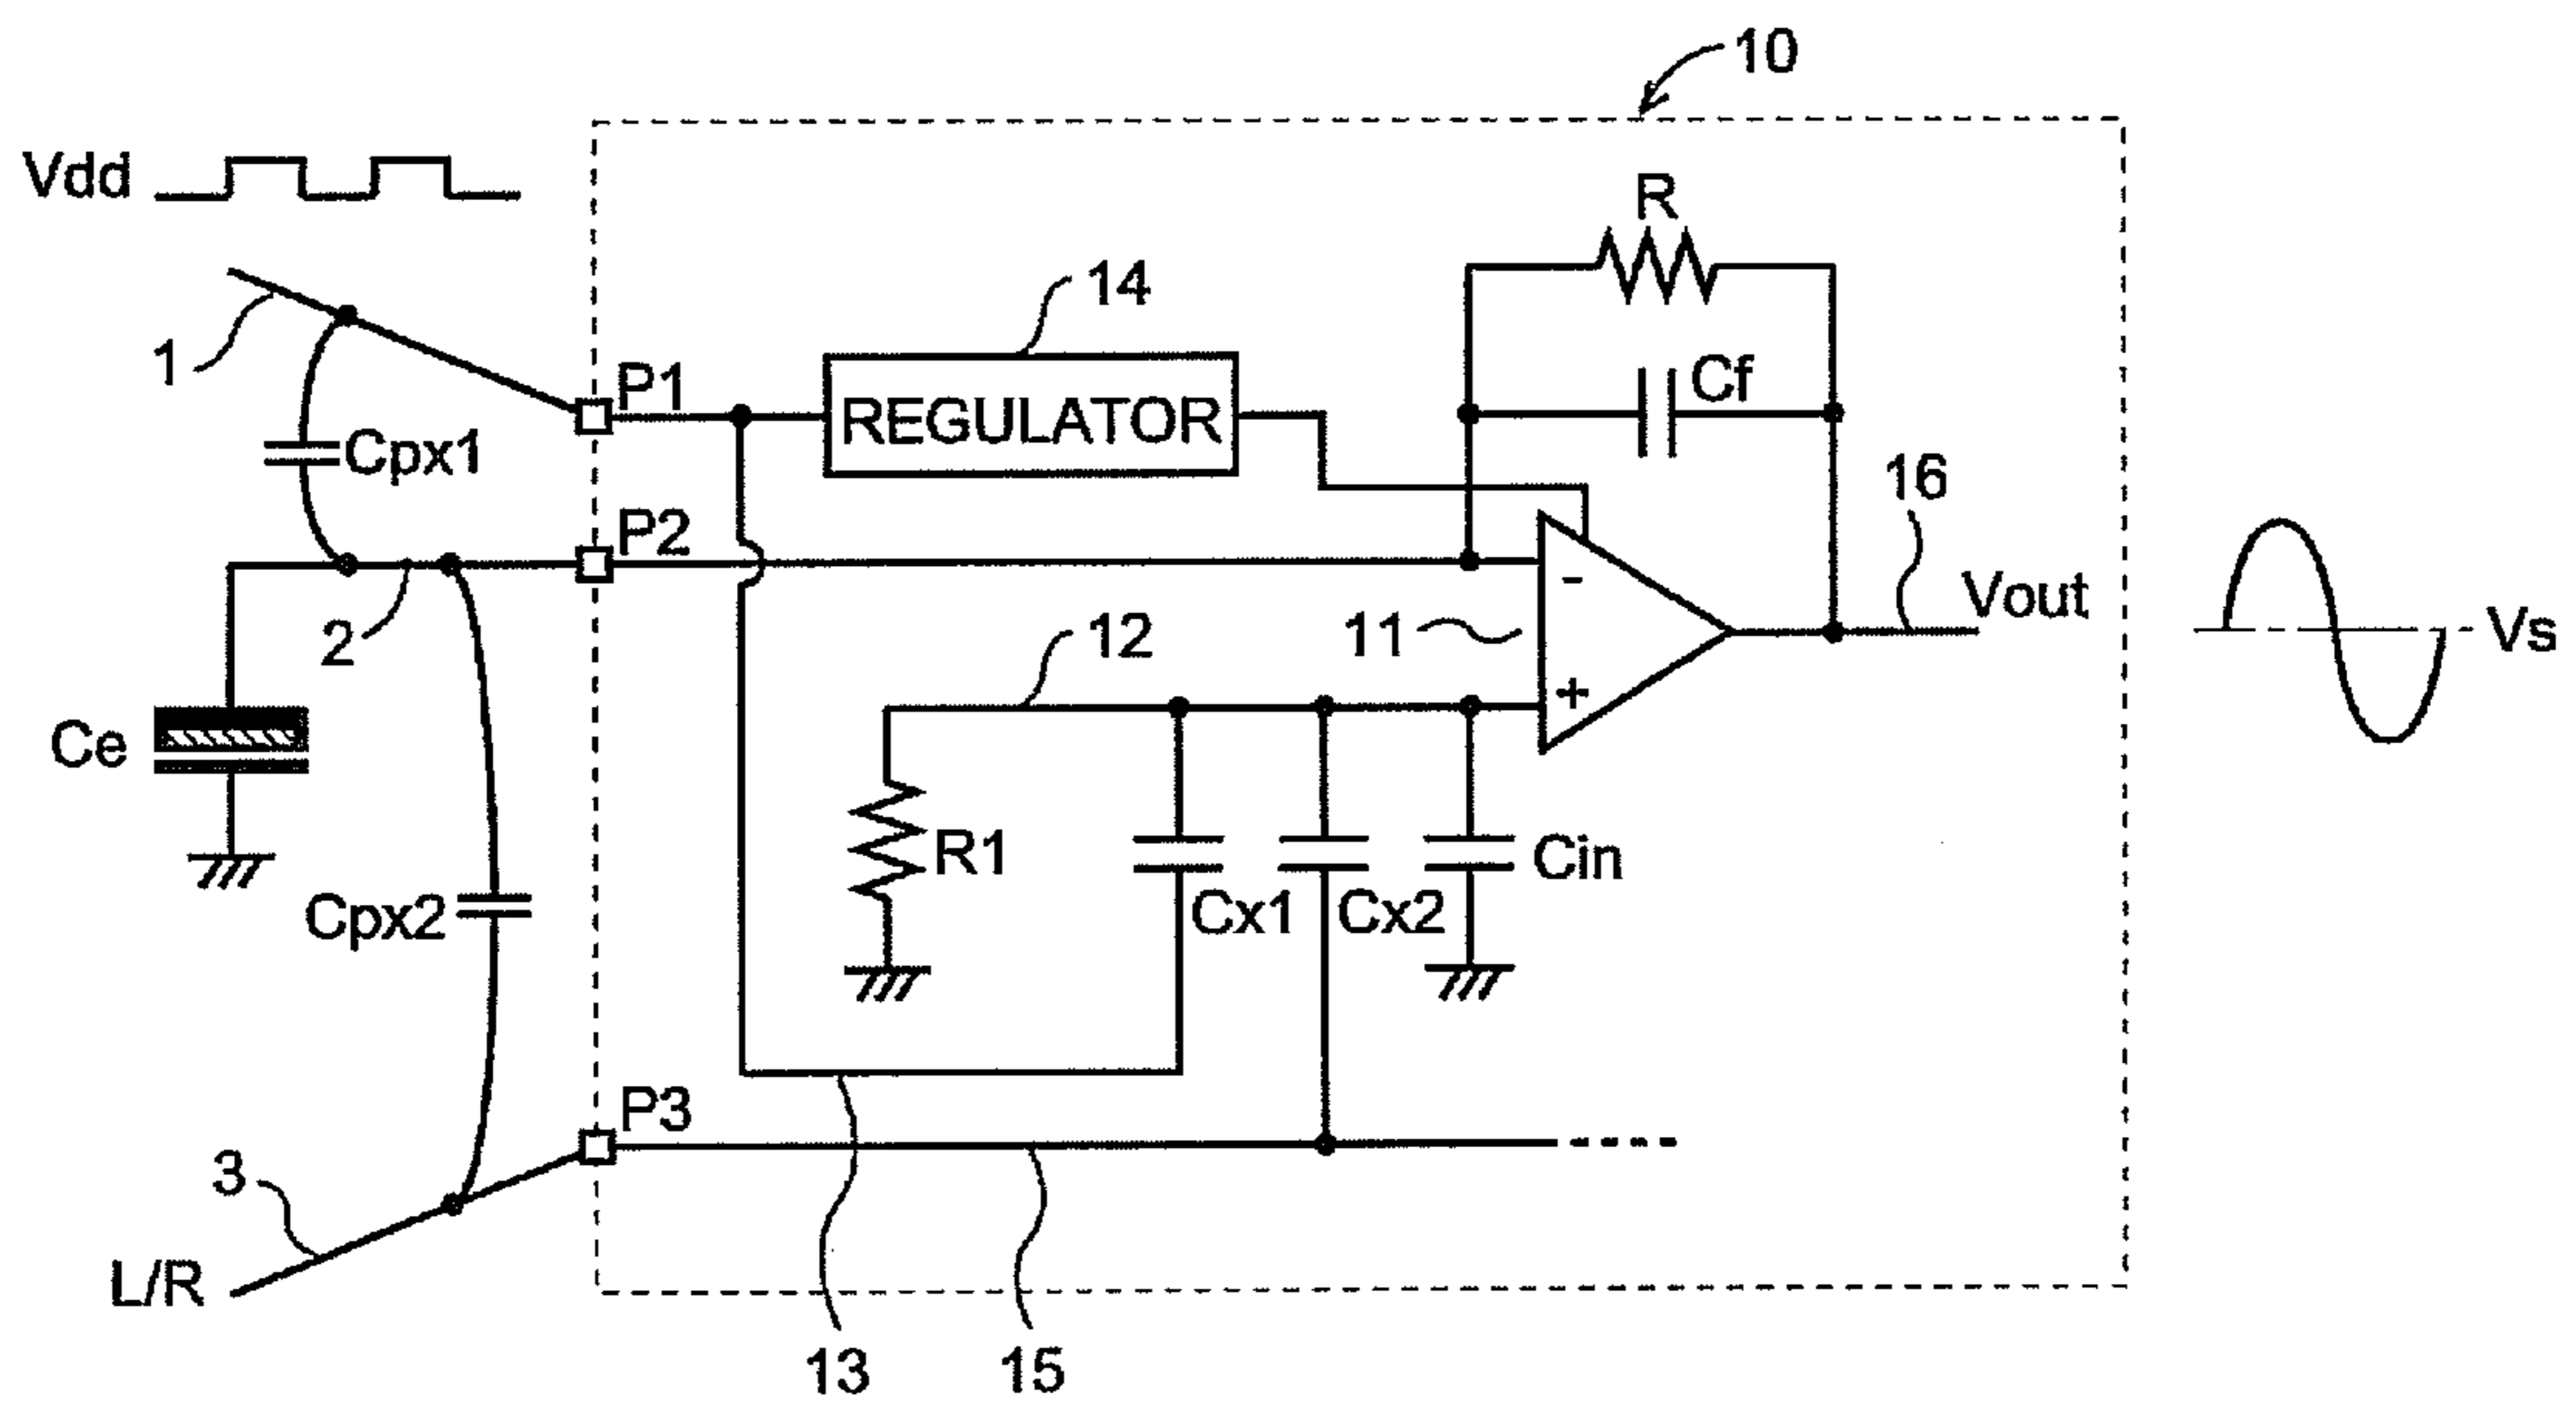 10
Vdd
R
14
1
P1
REGULATOR
Cf
Cpx1
16
P2
-
Vout
2
12
11
Vs
+
Ce
R1
Cin
Cpx2
Cx1
Cx2
P3
3
L/R
13
15